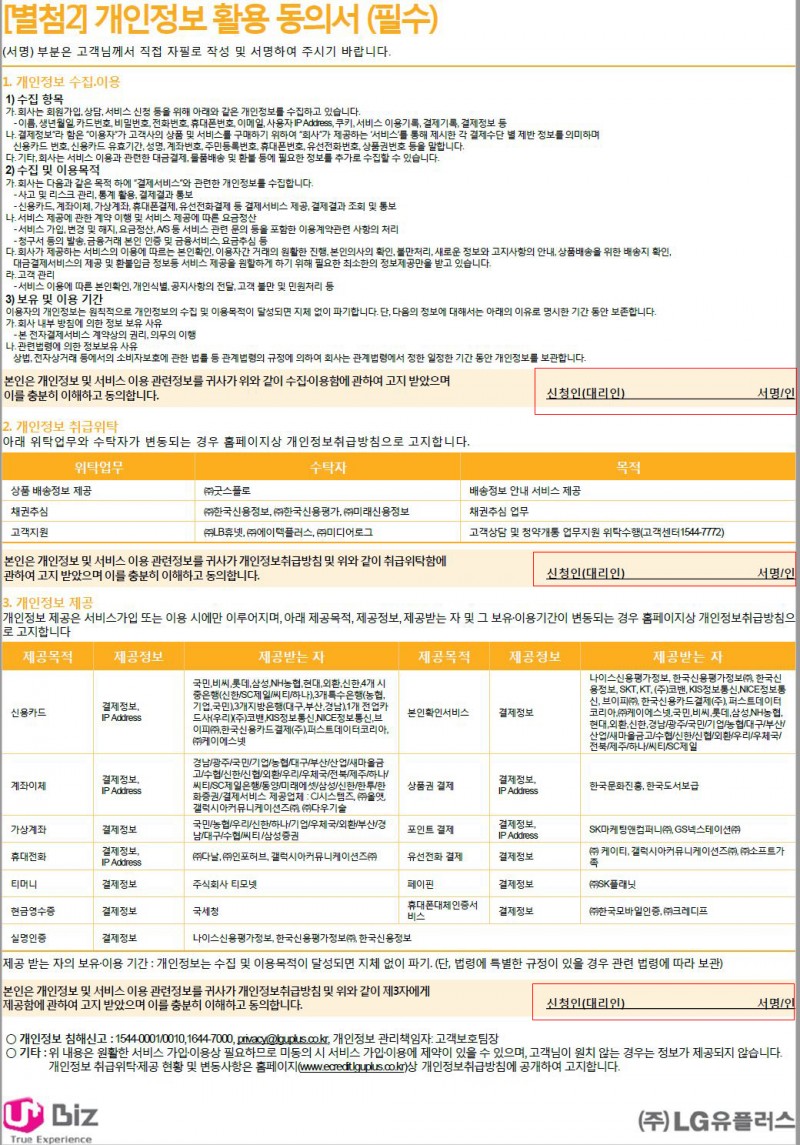 [별첨2] 개인정보 활용 동의서 (필수)
(서명) 부분은 고객님께서 직접 자필로 작성 및 서명하여 주시기 바랍니다.
1. 개인정보 수집.이용
1) 수집 항목
가. 회사는 회원가입, 상담, 서비스 신청 등을 위해 아래와 같은 개인정보를 수집하고 있습니다.
- 이름, 생년월일, 카드번호, 비밀번호, 전화번호, 휴대폰번호, 이메일, 사용자 IP Address, 쿠키, 서비스 이용기록, 결제기록, 결제정보 등
나. 결제정보"라 함은 "이용자"가 고객사의 상품 및 서비스를 구매하기 위하여 "회사"가 제공하는 '서비스'를 통해 제시한 각 결제수단 별 제반 정보를 의미하며
신용카드 번호, 신용카드 유효기간, 성명, 계좌번호, 주민등록번호, 휴대폰번호, 유선전화번호, 상품권번호 등을 말합니다.
다. 기타, 회사는 서비스 이용과 관련한 대금결제, 물품배송 및 환불 등에 필요한 정보를 추가로 수집할 수 있습니다.
2) 수집 및 이용목적
가. 회사는 다음과 같은 목적 하에 "결제서비스"와 관련한 개인정보를 수집합니다.
- 사고 및 리스크 관리, 통계 활용, 결제결과 통보
- 신용카드, 계좌이체, 가상계좌, 휴대폰결제, 유선전화결제 등 결제서비스 제공, 결제결과 조회 및 통보
나. 서비스 제공에 관한 계약 이행 및 서비스 제공에 따른 요금정산
- 서비스 가입, 변경 및 해지, 요금정산, A/S 등 서비스 관련 문의 등을 포함한 이용계약관련 사항의 처리
- 청구서 등의 발송, 금융거래 본인 인증 및 금융서비스, 요금추심 등
다. 회사가 제공하는 서비스의 이용에 따르는 본인확인, 이용자간 거래의 원활한 진행, 본인의사의 확인, 불만처리, 새로운 정보와 고지사항의 안내, 상품배송을 위한 배송지 확인,
대금결제서비스의 제공 및 환불입금 정보등 서비스 제공을 원할하게 하기 위해 필요한 최소한의 정보제공만을 받고 있습니다.
라. 고객 관리
- 서비스 이용에 따른 본인확인, 개인식별, 공지사항의 전달, 고객 불만 및 민원처리 등
3) 보유 및 이용 기간
이용자의 개인정보는 원칙적으로 개인정보의 수집 및 이용목적이 달성되면 지체 없이 파기합니다. 단, 다음의 정보에 대해서는 아래의 이유로 명시한 기간 동안 보존합니다.
가. 회사 내부 방침에 의한 정보 보유 사유
- 본 전자결제서비스 계약상의 권리, 의무의 이행
나. 관련법령에 의한 정보보유 사유
상법, 전자상거래 등에서의 소비자보호에 관한 법률 등 관계법령의 규정에 의하여 회사는 관계법령에서 정한 일정한 기간 동안 개인정보를 보관합니다.
본인은 개인정보 및 서비스 이용 관련정보를 귀사가 위와 같이 수집·이용함에 관하여 고지 받았으며
이를 충분히 이해하고 동의합니다.
신청인(대리인) 서명/인
2. 개인정보 취급위탁
아래 위탁업무와 수탁자가 변동되는 경우 홈페이지상 개인정보취급방침으로 고지합니다.
위탁업무 수탁자 목적
상품 배송정보 제공 ㈜굿스플로 배송정보 안내 서비스 제공
채권추심 ㈜한국신용정보, ㈜한국신용평가, ㈜미래신용정보 채권추심 업무
고객지원 ㈜LB휴넷, ㈜에이텍플러스, ㈜미디어로그 고객상담 및 청약개통 업무지원 위탁수행(고객센터1544-7772)
본인은 개인정보 및 서비스 이용 관련정보를 귀사가 개인정보취급방침 및 위와 같이 취급위탁함에
관하여 고지 받았으며 이를 충분히 이해하고 동의합니다.
신청인(대리인) 서명/인
3. 개인정보 제공
개인정보 제공은 서비스가입 또는 이용 시에만 이루어지며, 아래 제공목적, 제공정보, 제공받는 자 및 그 보유·이용기간이 변동되는 경우 홈페이지상 개인정보취급방침으
로 고지합니다
제공목적 제공정보 제공받는 자 제공목적 제공정보 제공받는 자
신용카드
결제정보,
IP Address
국민,비씨,롯데,삼성,NH농협,현대,외환,신한,4개 시
중은행(신한/SC제일/씨티/하나),3개특수은행(농협,
기업,국민),3개지방은행(대구,부산,경남),1개 전업카
드사(우리)(주)코밴,KIS정보통신,NICE정보통신,브
이피㈜,한국신용카드결제(주),퍼스트데이터코리아,
㈜케이에스넷
본인확인서비스
결제정보
나이스신용평가정보, 한국신용평가정보㈜, 한국신
용정보, SKT, KT, (주)코밴, KIS정보통신,NICE정보통
신, 브이피㈜, 한국신용카드결제(주), 퍼스트데이터
코리아,㈜케이에스넷,국민,비씨,롯데,삼성,NH농협,
현대,외환,신한,경남/광주/국민/기업/농협/대구/부산/
산업/새마을금고/수협/신한/신협/외환/우리/우체국/
전북/제주/하나/씨티/SC제일
계좌이체
결제정보,
IP Address
경남/광주/국민/기업/농협/대구/부산/산업/새마을금
고/수협/신한/신협/외환/우리/우체국/전북/제주/하나/
씨티/SC제일은행/동양/미래에셋/삼성/신한/한투/한
화증권/결제서비스 제공업체 : CJ시스템즈, ㈜올앳,
갤럭시아커뮤니케이션즈㈜, ㈜다우기술
상품권 결제
결제정보,
IP Address
한국문화진흥, 한국도서보급
가상계좌
결제정보
국민/농협/우리/신한/하나/기업/우체국/외환/부산/경
남/대구/수협/씨티/삼성증권
포인트 결제
결제정보,
IP Address
SK마케팅앤컴퍼니㈜, GS넥스테이션㈜
휴대전화
결제정보,
IP Address
㈜다날, ㈜인포허브, 갤럭시아커뮤니케이션즈㈜
유선전화 결제
결제정보
㈜ 케이티, 갤럭시아커뮤니케이션즈㈜, ㈜소프트가
족
티머니 결제정보 주식회사 티모넷 페이핀 결제정보 ㈜SK플래닛
현금영수증 결제정보 국세청
휴대폰대체인증서
비스
결제정보 ㈜한국모바일인증, ㈜크레디프
실명인증 결제정보 나이스신용평가정보, 한국신용평가정보㈜, 한국신용정보
제공 받는 자의 보유·이용 기간 : 개인정보는 수집 및 이용목적이 달성되면 지체 없이 파기. (단, 법령에 특별한 규정이 있을 경우 관련 법령에 따라 보관)
본인은 개인정보 및 서비스 이용 관련정보를 귀사가 개인정보취급방침 및 위와 같이 제3자에게
제공함에 관하여 고지 받았으며 이를 충분히 이해하고 동의합니다.
신청인(대리인) 서명/인
○ 개인정보 침해신고 : 1544-0001/0010,1644-7000, privacy@lguplus.co.kr, 개인정보 관리책임자: 고객보호팀장
○ 기타 : 위 내용은 원활한 서비스 가입·이용상 필요하므로 미동의 시 서비스 가입·이용에 제약이 있을 수 있으며, 고객님이 원치 않는 경우는 정보가 제공되지 않습니다.
개인정보 취급위탁·제공 현황 및 변동사항은 홈페이지(www.ecredit.lguplus.co.kr)상 개인정보취급방침에 공개하여 고지합니다.
U+ Biz
True Experience
(주)LG유플러스